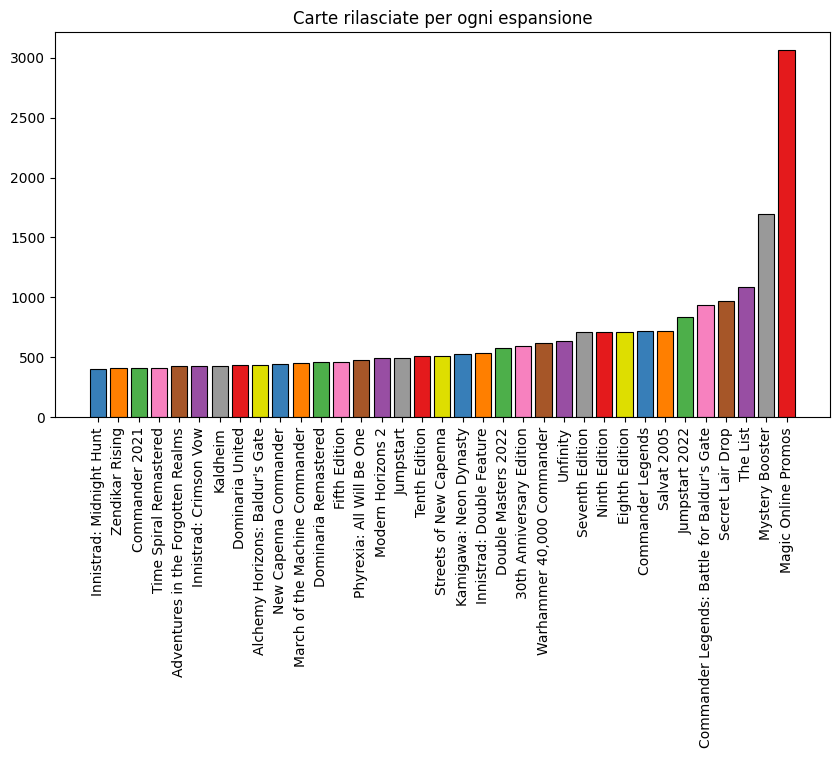 Carte rilasciate per ogni espansione
3000
2500
2000
1500
1000
500
0
Innistrad: Midnight Hunt
Zendikar Rising
Commander 2021
Time Spiral Remastered
Adventures in the Forgotten Realms
Innistrad: Crimson Vow
Kaldheim
Dominaria United
Alchemy Horizons: Baldur's Gate
New Capenna Commander
March of the Machine Commander
Dominaria Remastered
Fifth Edition
Phyrexia: All Will Be One
Modern Horizons 2
Jumpstart
Tenth Edition
Streets of New Capenna
Kamigawa: Neon Dynasty
Innistrad: Double Feature
Double Masters 2022
30th Anniversary Edition
Warhammer 40,000 Commander
Unfinity
Seventh Edition
Ninth Edition
Eighth Edition
Commander Legends
Salvat 2005
Jumpstart 2022
Commander Legends: Battle for Baldur's Gate
Secret Lair Drop
The List
Mystery Booster
Magic Online Promos